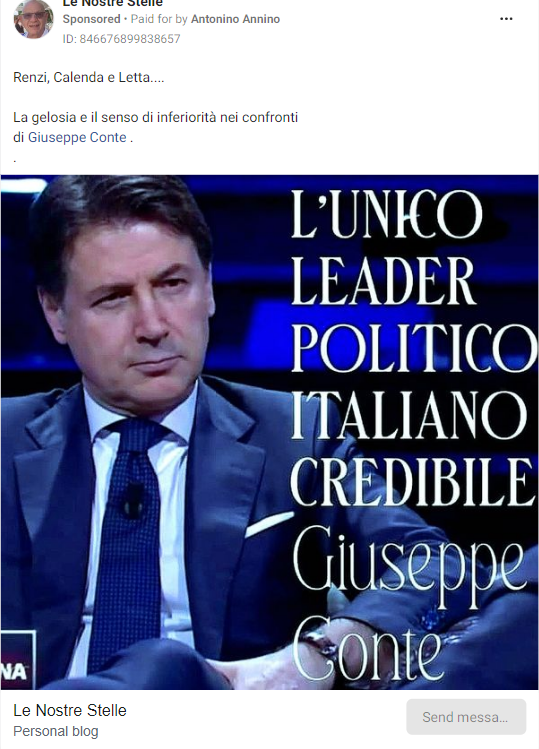 Le Nostre Stelle
Sponsored • Paid for by Antonino Annino
ID: 846676899838657
Renzi, Calenda e Letta....
La gelosia e il senso di inferiorità nei confronti
di Giuseppe Conte .
.
L'UNICO
LEADER
POLITICO
ITALIANO
CREDIBILE
Giuseppe
Conte
NA
Le Nostre Stelle
Personal blog
Send messa...